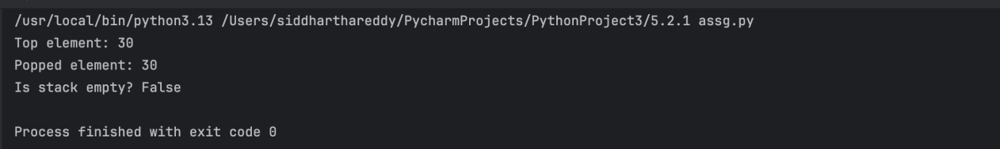 /usr/local/bin/python3.13 /Users/siddharthareddy/PycharmProjects/PythonProject3/5.2.1 assg.py
Top element: 30
Popped element: 30
Is stack empty? False
Process finished with exit code 0